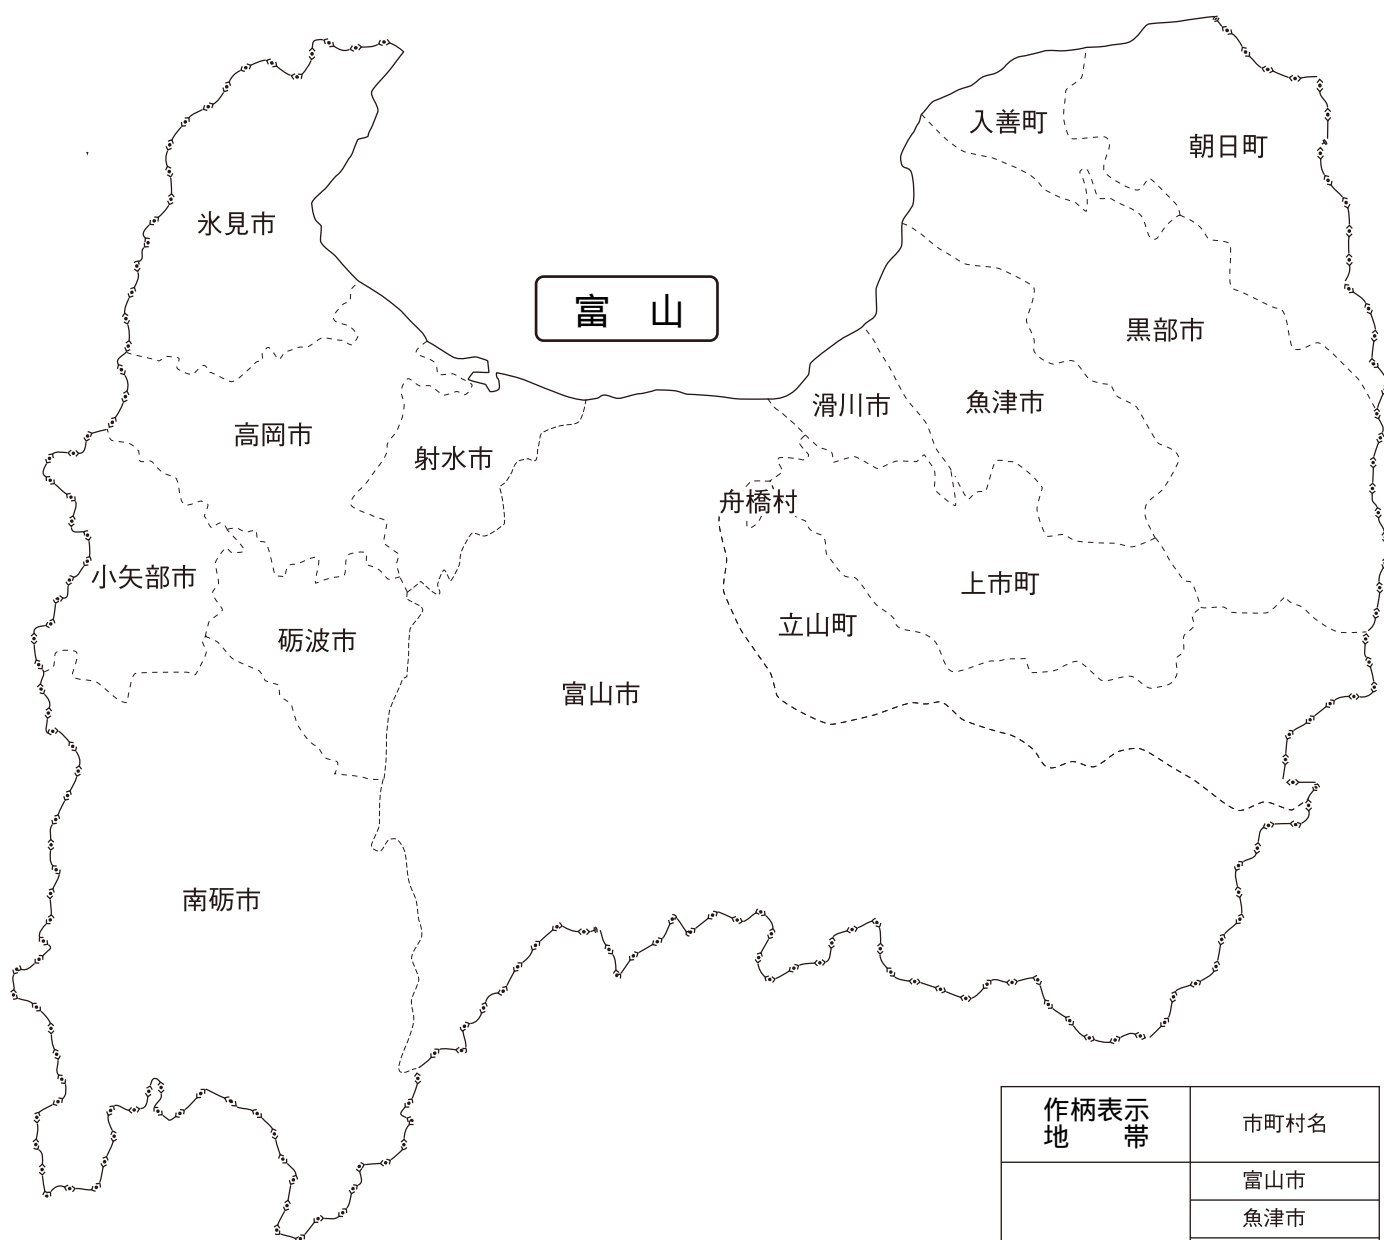 入善町
朝日町
氷見市
富　山
黒部市
魚津市
滑川市
高岡市
射水市
舟橋村
小矢部市
上市町
立山町
砺波市
富山市
南砺市
作柄表示
地　　帯
市町村名
富山市
魚津市